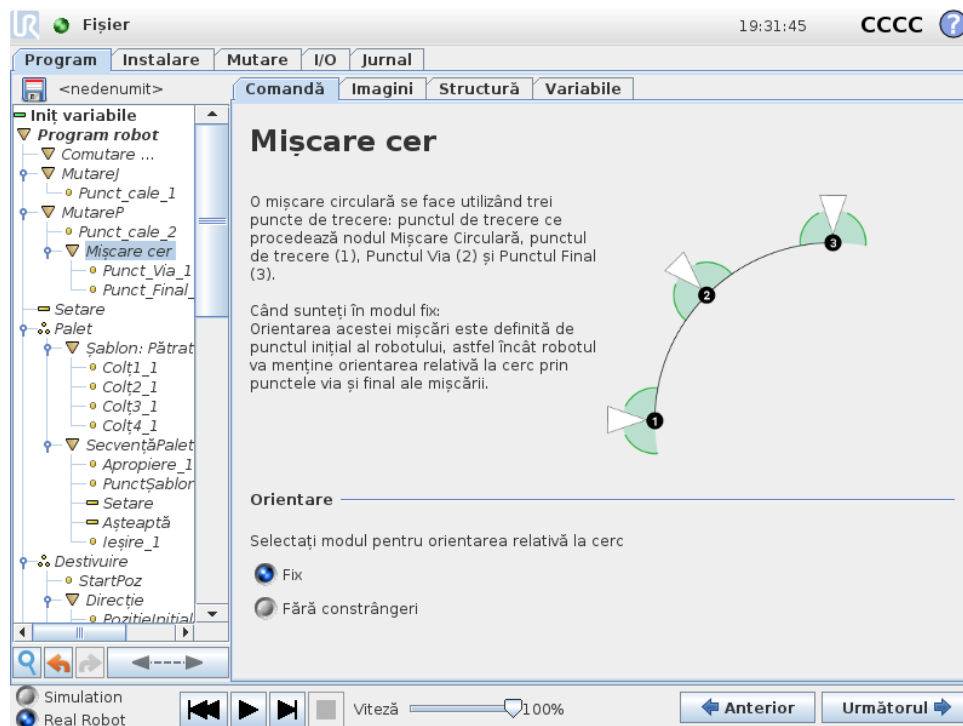 UR Fișier 19:31:45 CCCC ?
Program Instalare Mutare I/O Jurnal
<nedenumit>
Comandă Imagini Structură Variabile
Iniț variabile
Program robot
Comutare ...
MutareJ
Punct_cale_1
MutareP
Punct_cale_2
Mișcare cer
Punct_Via_1
Punct_Final_
Setare
Palet
Șablon: Pătrat
Colț1_1
Colț2_1
Colț3_1
Colț4_1
SecvențăPalet
Apropiere_1
PunctȘablon
Setare
Așteaptă
Ieșire_1
Destivuire
StartPoz
Direcție
PozițieInițial
Mișcare cer
O mișcare circulară se face utilizând trei
puncte de trecere: punctul de trecere ce
procedează nodul Mișcare Circulară, punctul
de trecere (1), Punctul Via (2) și Punctul Final
(3).
Când sunteți în modul fix:
Orientarea acestei mișcări este definită de
punctul inițial al robotului, astfel încât robotul
va menține orientarea relativă la cerc prin
punctele via și final ale mișcării.
3
2
1
Orientare
Selectați modul pentru orientarea relativă la cerc
Fix
Fără constrângeri
Simulation
Real Robot
Viteză 100%
Anterior Următorul